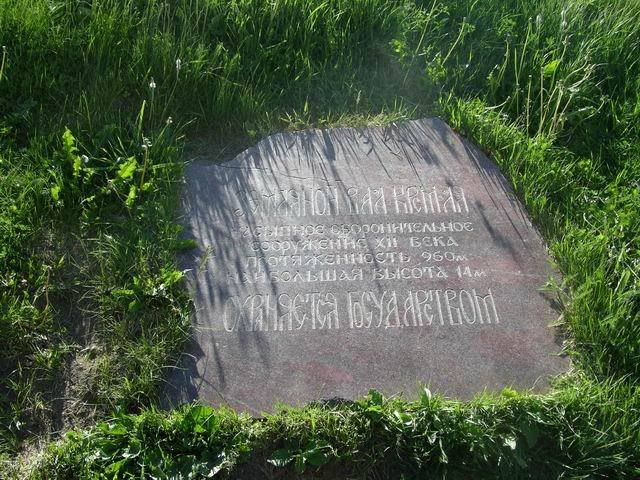 ЗЕМЛЯНОЙ ВАЛ КРЕМЛЯ
НАСЫПНОЕ ОБОРОНИТЕЛЬНОЕ
СООРУЖЕНИЕ XII ВЕКА
ПРОТЯЖЕННОСТЬ 960м
НАИБОЛЬШАЯ ВЫСОТА 14м
ОХРАНЯЕТСЯ ГОСУДАРСТВОМ